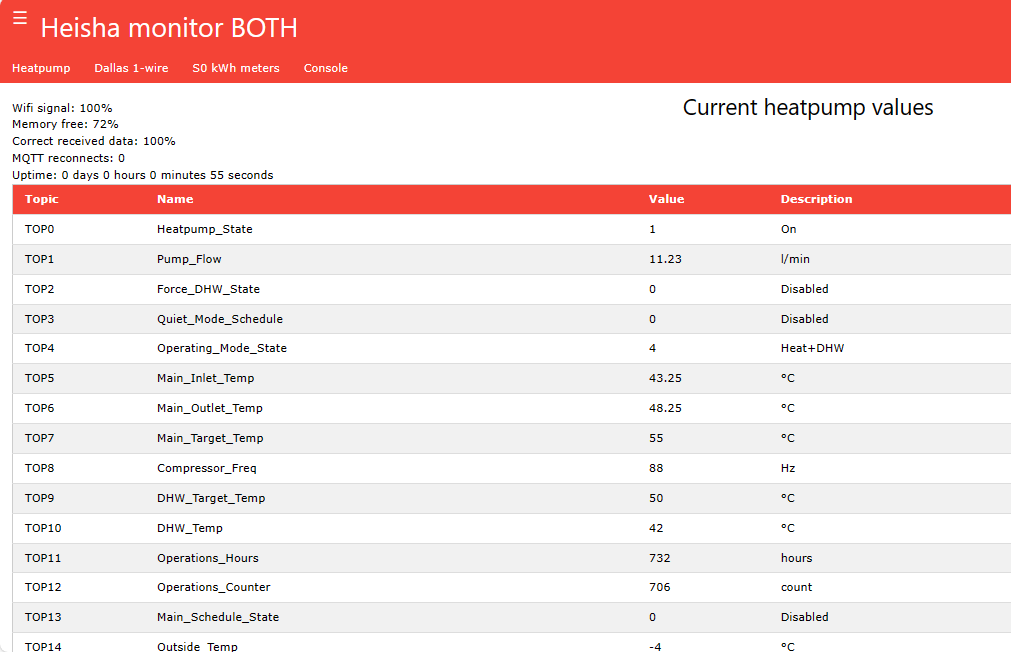 ☰ Heisha monitor BOTH
Heatpump Dallas 1-wire S0 kWh meters Console
Wifi signal: 100%
Current heatpump values
Memory free: 72%
Correct received data: 100%
MQTT reconnects: 0
Uptime: 0 days 0 hours 0 minutes 55 seconds
Topic Name Value Description
TOP0 Heatpump_State 1 On
TOP1 Pump_Flow 11.23 l/min
TOP2 Force_DHW_State 0 Disabled
TOP3 Quiet_Mode_Schedule 0 Disabled
TOP4 Operating_Mode_State 4 Heat+DHW
TOP5 Main_Inlet_Temp 43.25 °C
TOP6 Main_Outlet_Temp 48.25 °C
TOP7 Main_Target_Temp 55 °C
TOP8 Compressor_Freq 88 Hz
TOP9 DHW_Target_Temp 50 °C
TOP10 DHW_Temp 42 °C
TOP11 Operations_Hours 732 hours
TOP12 Operations_Counter 706 count
TOP13 Main_Schedule_State 0 Disabled
TOP14 Outside_Temp -4 °C